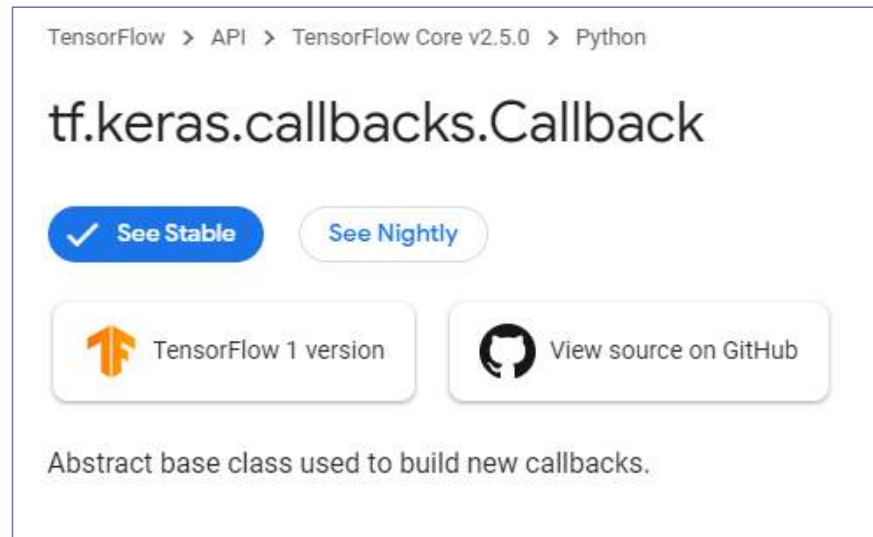 TensorFlow > API > TensorFlow Core v2.5.0 > Python
tf.keras.callbacks.Callback
See Stable
See Nightly
TensorFlow 1 version
View source on GitHub
Abstract base class used to build new callbacks.